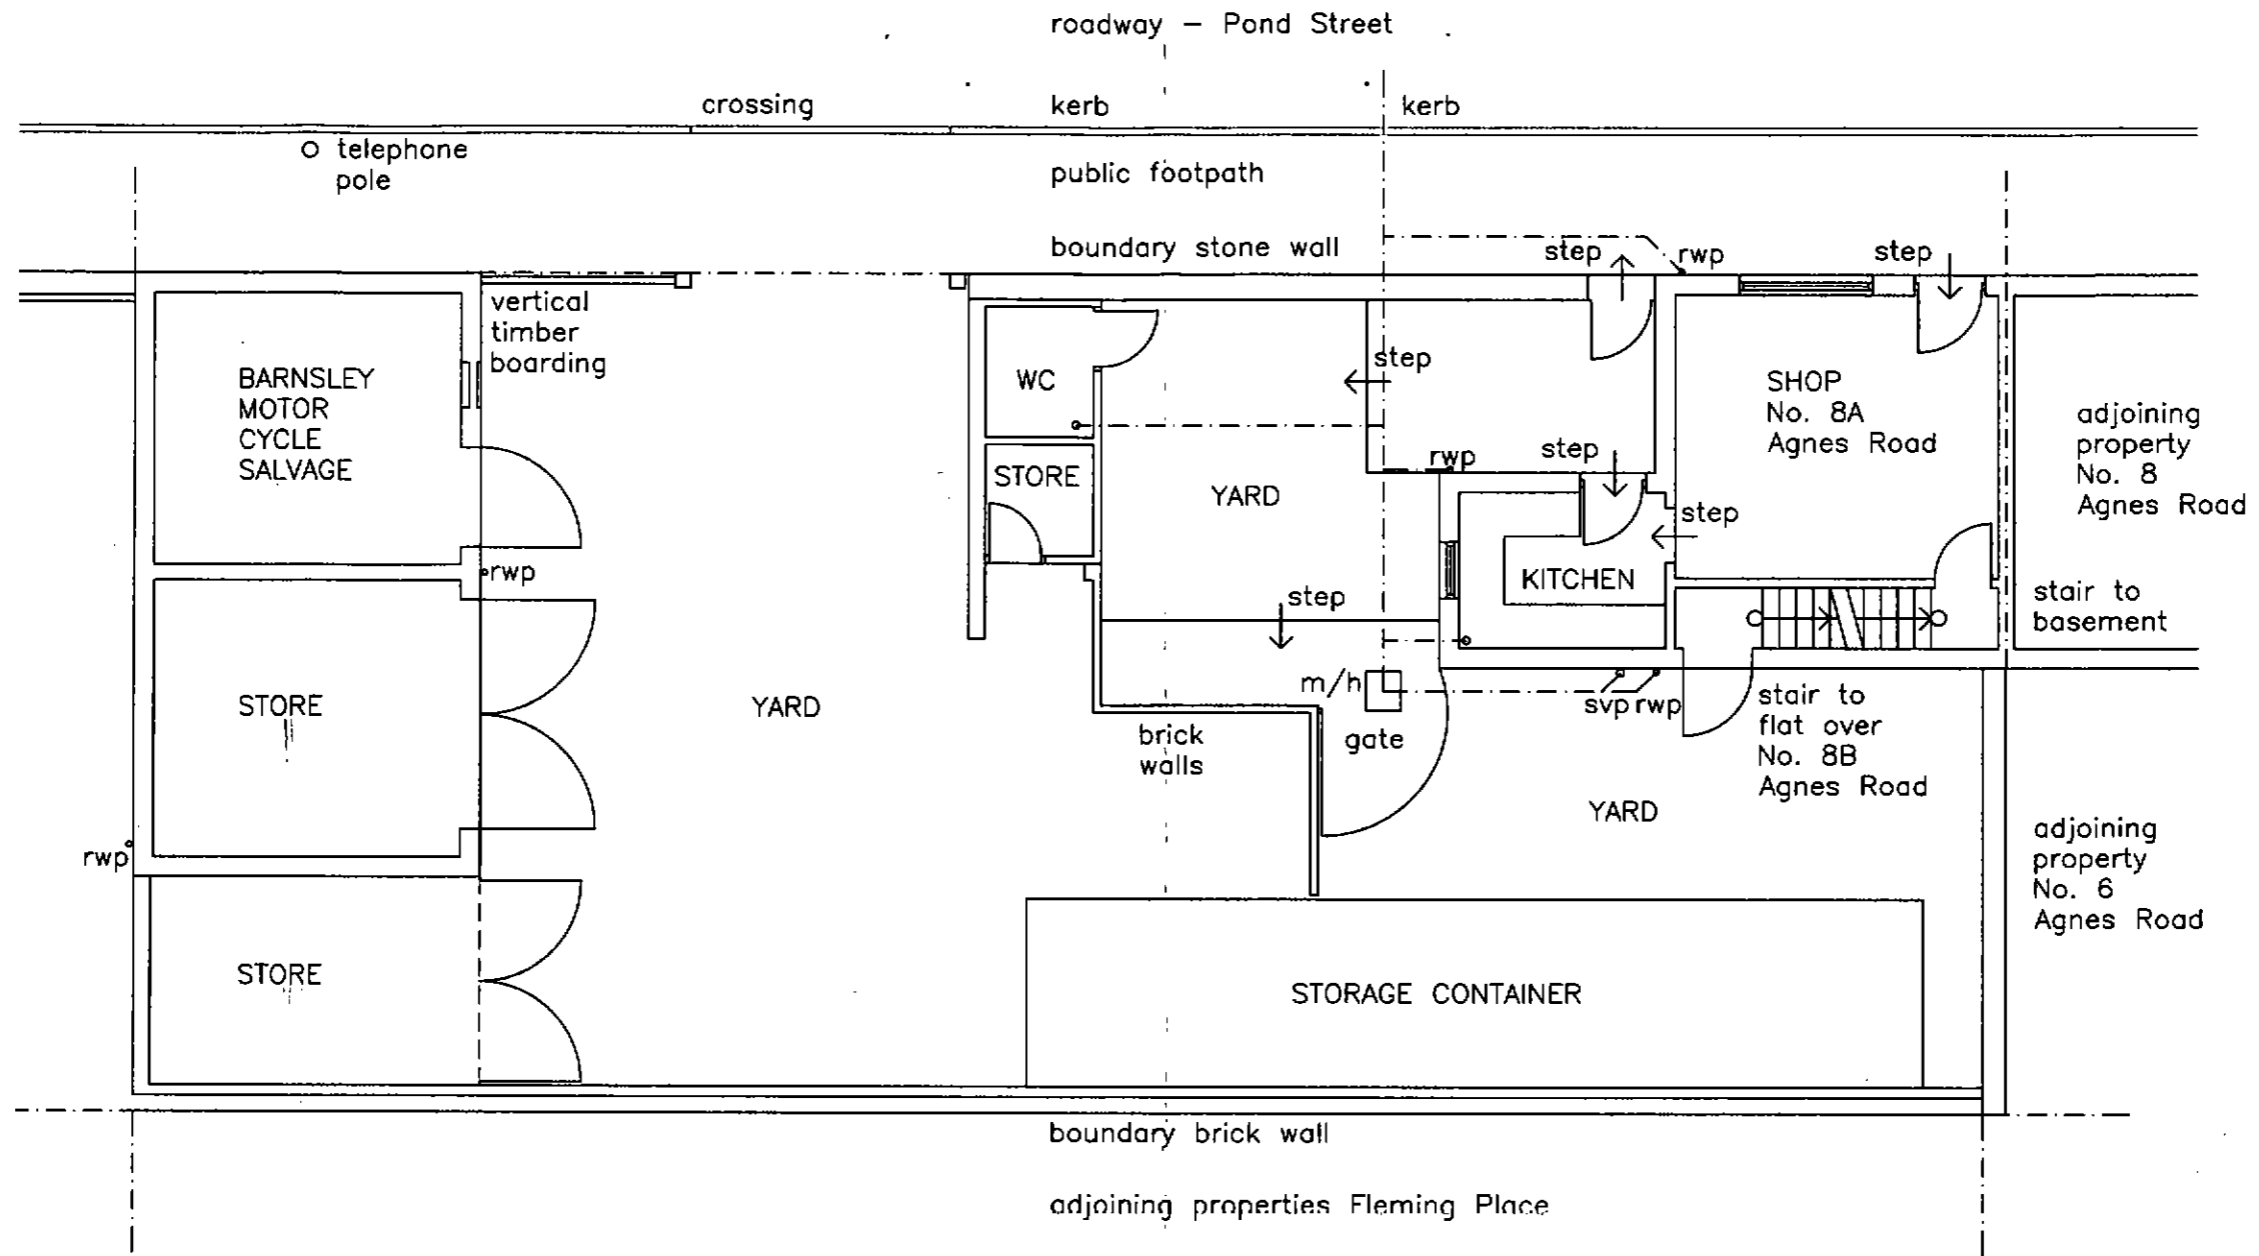 roadway – Pond Street
crossing
kerb
kerb
telephone
pole
public footpath
boundary stone wall
step
rwp
step
vertical
timber
boarding
BARNSLEY
MOTOR
CYCLE
SALVAGE
WC
step
SHOP
No. 8A
Agnes Road
adjoining
property
No. 8
Agnes Road
STORE
YARD
rwp
step
step
rwp
KITCHEN
step
stair to
basement
STORE
YARD
m/h
gate
brick
walls
svp rwp
stair to
flat over
No. 8B
Agnes Road
YARD
rwp
adjoining
property
No. 6
Agnes Road
STORE
STORAGE CONTAINER
boundary brick wall
adjoining properties Fleming Place